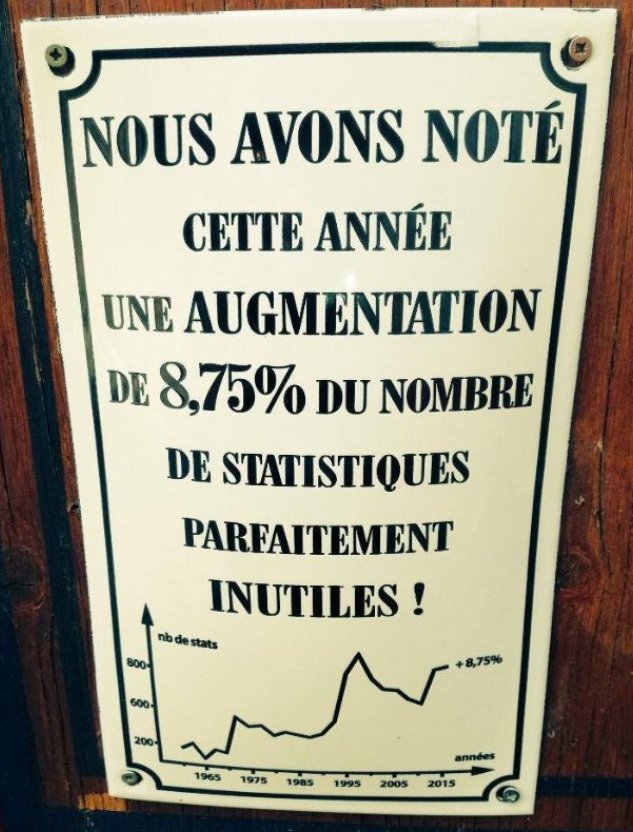 NOUS AVONS NOTÉ
CETTE ANNÉE
UNE AUGMENTATION
DE 8,75% DU NOMBRE
DE STATISTIQUES
PARFAITEMENT
INUTILES !
nb de stats
800
+8,75%
600
200
années
1965 1975 1985 1995 2005 2015